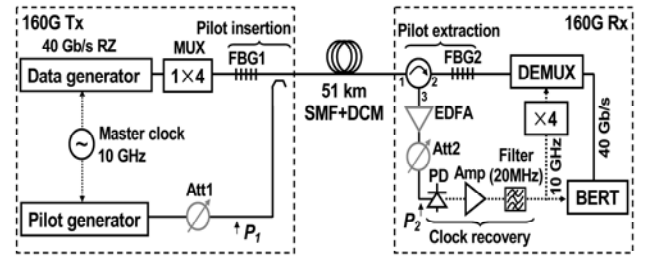 160G Tx
Pilot insertion
40 Gb/s RZ
MUX
FBG1
Data generator
1×4
Master clock
10 GHz
~
Pilot generator
Att1
P1
51 km
SMF+DCM
160G Rx
Pilot extraction
FBG2
1
2
3
DEMUX
EDFA
×4
40 Gb/s
Att2
10 GHz
PD
Amp
Filter
(20MHz)
BERT
P2
Clock recovery